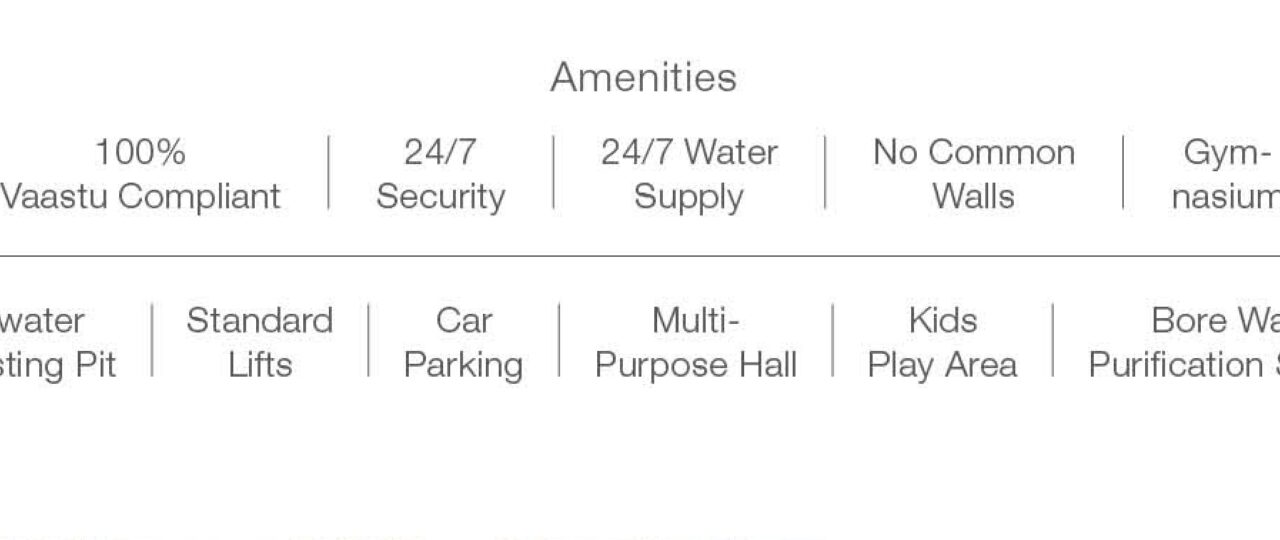 Amenities
100% 24/7 24/7 Water No Common Gym-
Vaastu Compliant Security Supply Walls nasium
water Standard Car Multi- Kids Bore Wa
sting Pit Lifts Parking Purpose Hall Play Area Purification S